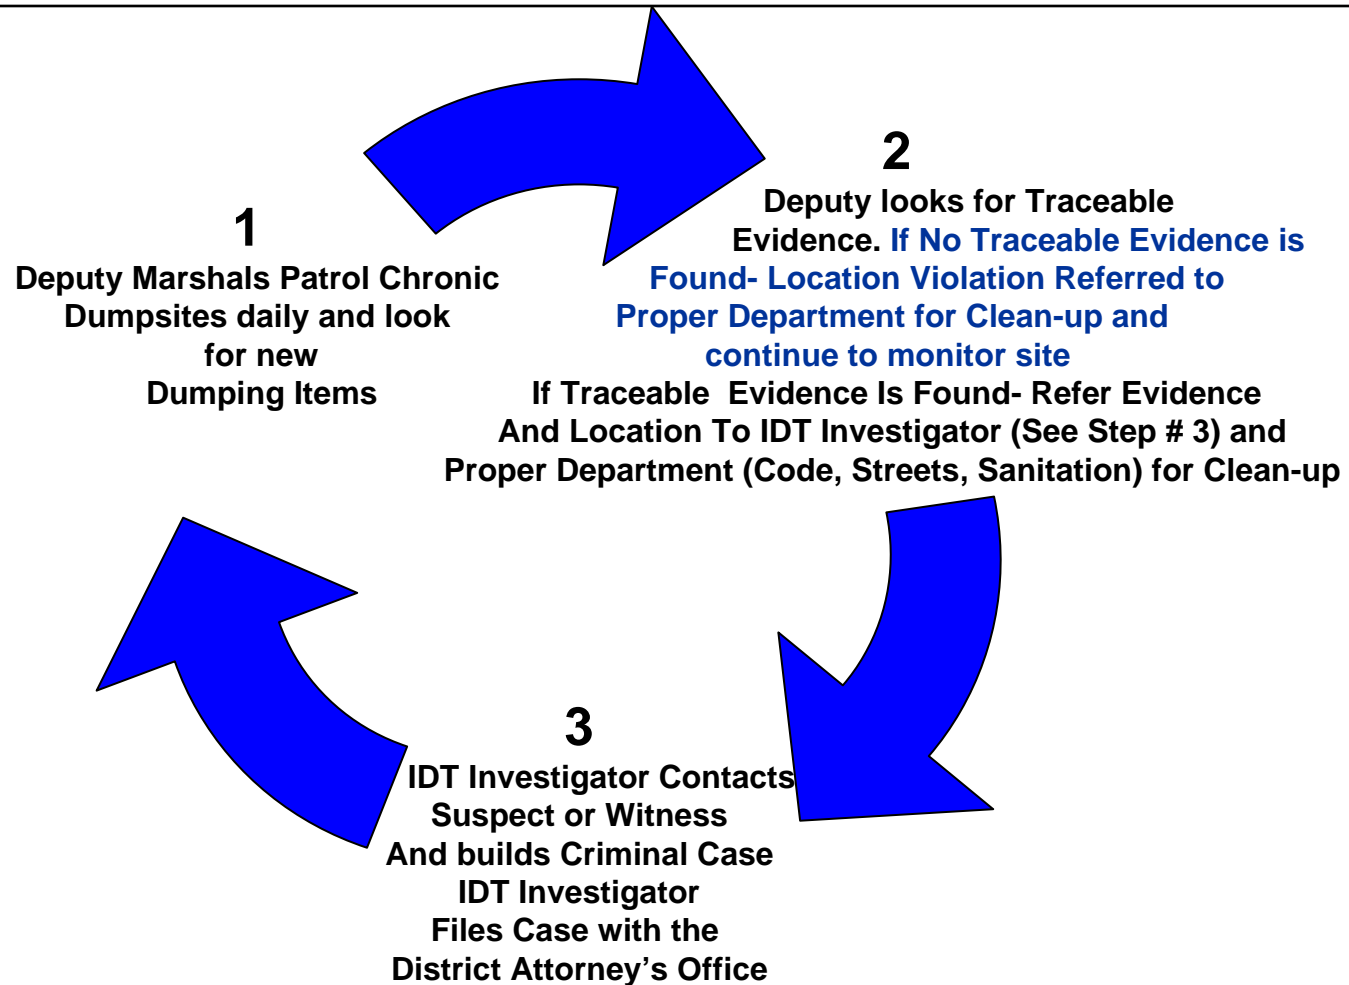 1
Deputy Marshals Patrol Chronic
Dumpsites daily and look
for new
Dumping Items
2
Deputy looks for Traceable
Evidence. If No Traceable Evidence is
Found- Location Violation Referred to
Proper Department for Clean-up and
continue to monitor site
If Traceable Evidence Is Found- Refer Evidence
And Location To IDT Investigator (See Step # 3) and
Proper Department (Code, Streets, Sanitation) for Clean-up
3
IDT Investigator Contacts
Suspect or Witness
And builds Criminal Case
IDT Investigator
Files Case with the
District Attorney’s Office